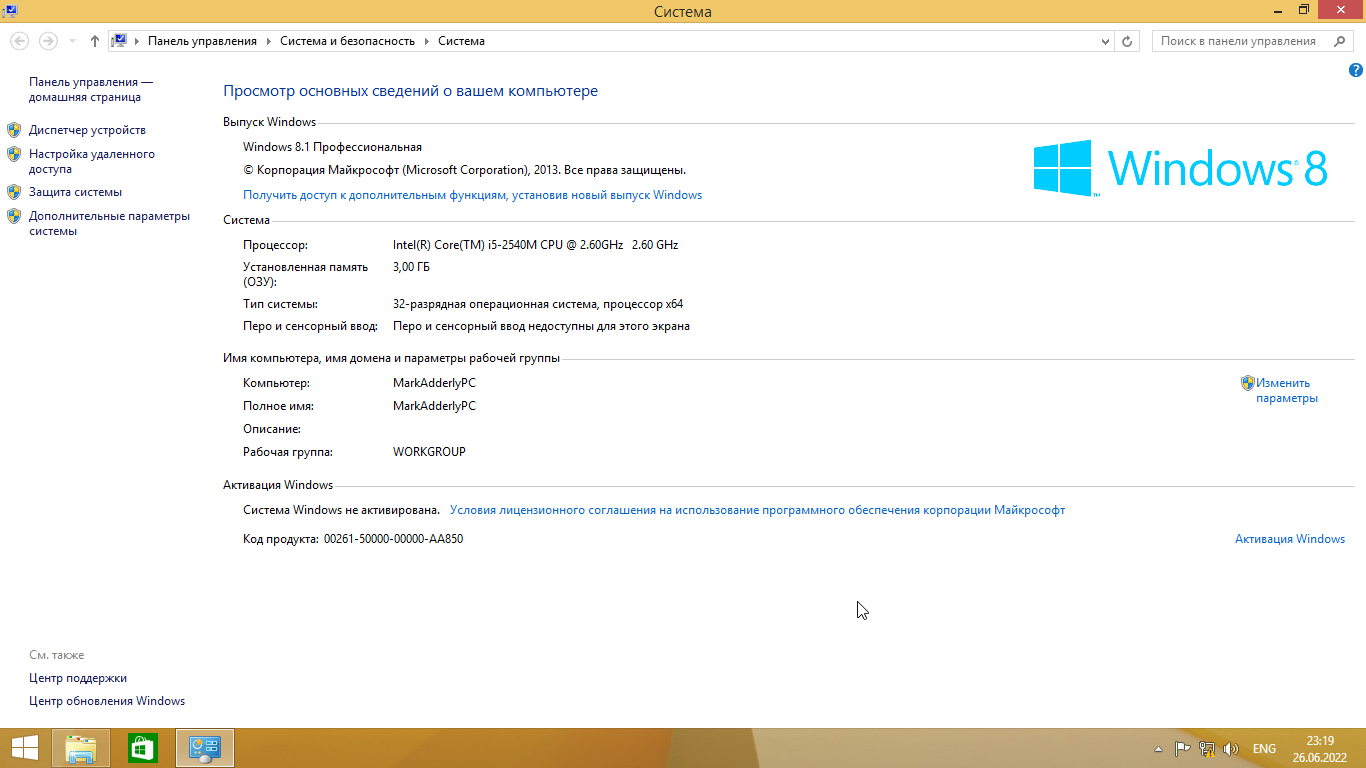 Система
Панель управления
Система и безопасность
Система
Поиск в панели управления
Панель управления —
домашняя страница
Диспетчер устройств
Настройка удаленного
доступа
Защита системы
Дополнительные параметры
системы
Просмотр основных сведений о вашем компьютере
Выпуск Windows
Windows 8.1 Профессиональная
© Корпорация Майкрософт (Microsoft Corporation), 2013. Все права защищены.
Получить доступ к дополнительным функциям, установив новый выпуск Windows
Windows® 8
™
Система
Процессор: Intel(R) Core(TM) i5-2540M CPU @ 2.60GHz 2.60 GHz
Установленная память 3,00 ГБ
(ОЗУ):
Тип системы: 32-разрядная операционная система, процессор x64
Перо и сенсорный ввод: Перо и сенсорный ввод недоступны для этого экрана
Имя компьютера, имя домена и параметры рабочей группы
Компьютер: MarkAdderlyPC
Изменить
параметры
Полное имя: MarkAdderlyPC
Описание:
Рабочая группа: WORKGROUP
Активация Windows
Система Windows не активирована. Условия лицензионного соглашения на использование программного обеспечения корпорации Майкрософт
Код продукта: 00261-50000-00000-AA850
Активация Windows
См. также
Центр поддержки
Центр обновления Windows
ENG
23:19
26.06.2022